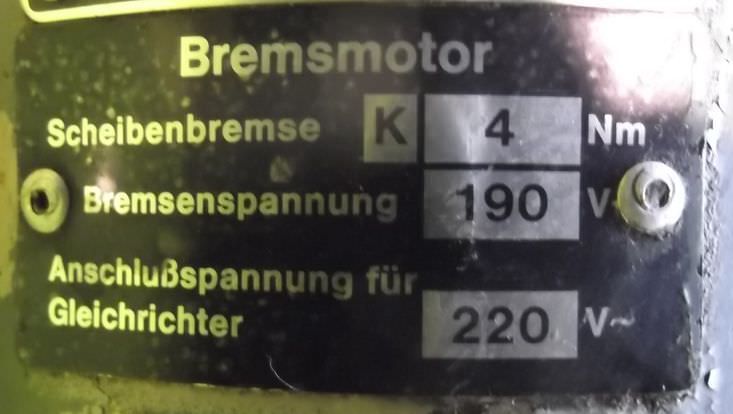 Bremsmotor
Scheibenbremse K 4 Nm
Bremsenspannung 190 V
Anschlußspannung für
Gleichrichter 220 V~